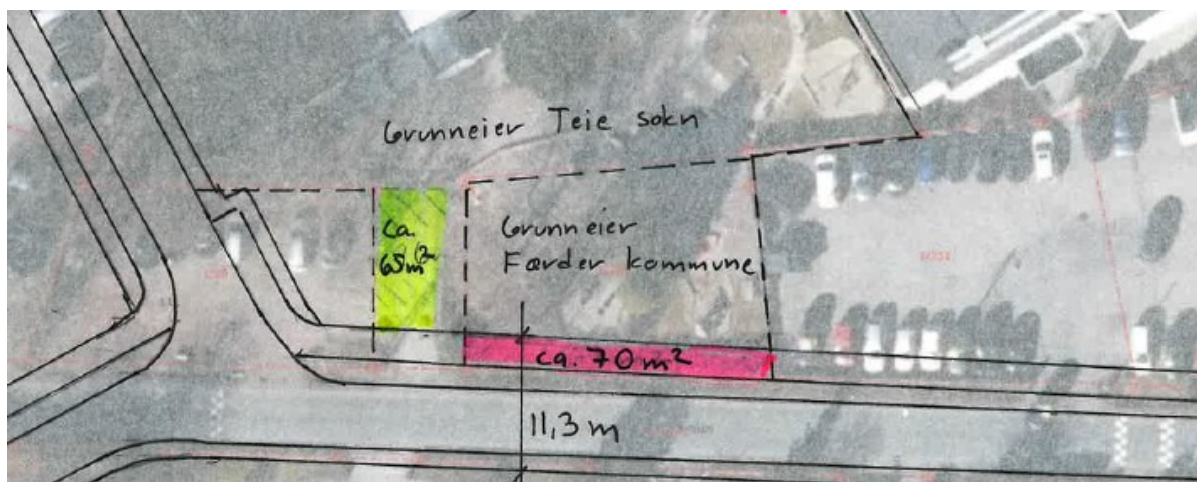 Grunneier Teie sokn
ca.
65m²
Grunneier
Færder kommune
ca. 70 m²
11,3 m